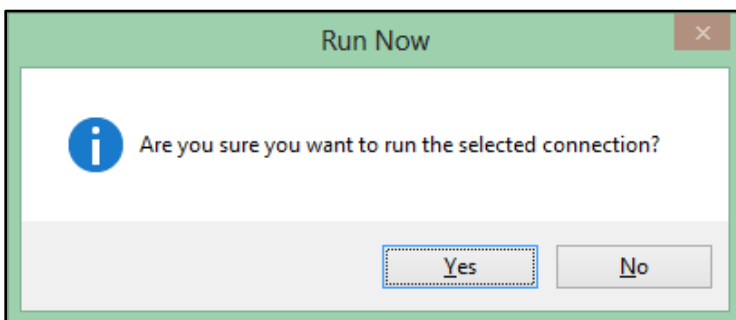 Run Now
Are you sure you want to run the selected connection?
Yes No